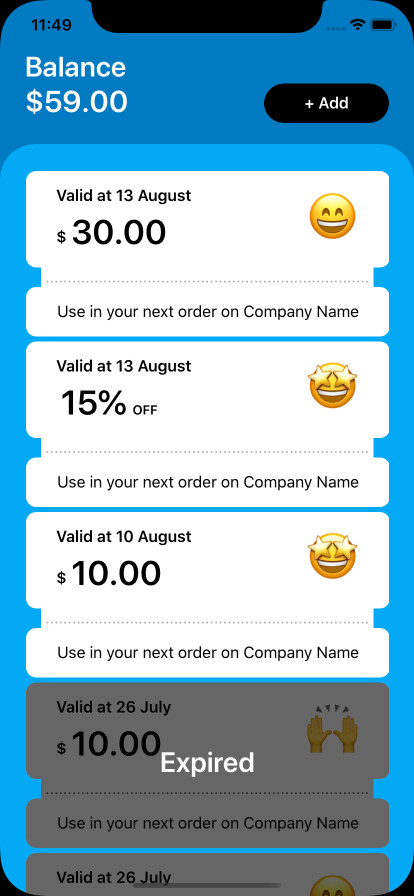 11:49
Balance
$59.00
+ Add
Valid at 13 August
$ 30.00
Use in your next order on Company Name
Valid at 13 August
15% OFF
Use in your next order on Company Name
Valid at 10 August
$ 10.00
Use in your next order on Company Name
Valid at 26 July
$ 10.00
Expired
Use in your next order on Company Name
Valid at 26 July